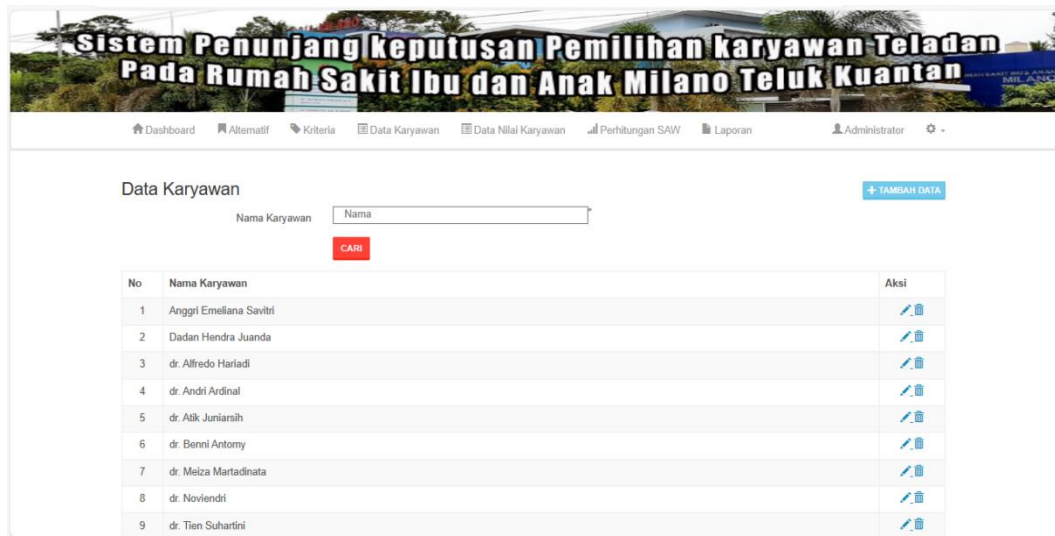 Sistem Penunjang keputusan Pemilihan karyawan Teladan
Pada Rumah Sakit Ibu dan Anak Milano Teluk Kuantan
Dashboard Alternatif Kriteria Data Karyawan Data Nilai Karyawan Perhitungan SAW Laporan Administrator
Data Karyawan
+ TAMBAH DATA
Nama Karyawan Nama *
CARI
No Nama Karyawan Aksi
1 Anggri Emeliana Savitri
2 Dadan Hendra Juanda
3 dr. Alfredo Hariadi
4 dr. Andri Ardinal
5 dr. Atik Juniarsih
6 dr. Benni Antomy
7 dr. Meiza Martadinata
8 dr. Noviendri
9 dr. Tien Suhartini